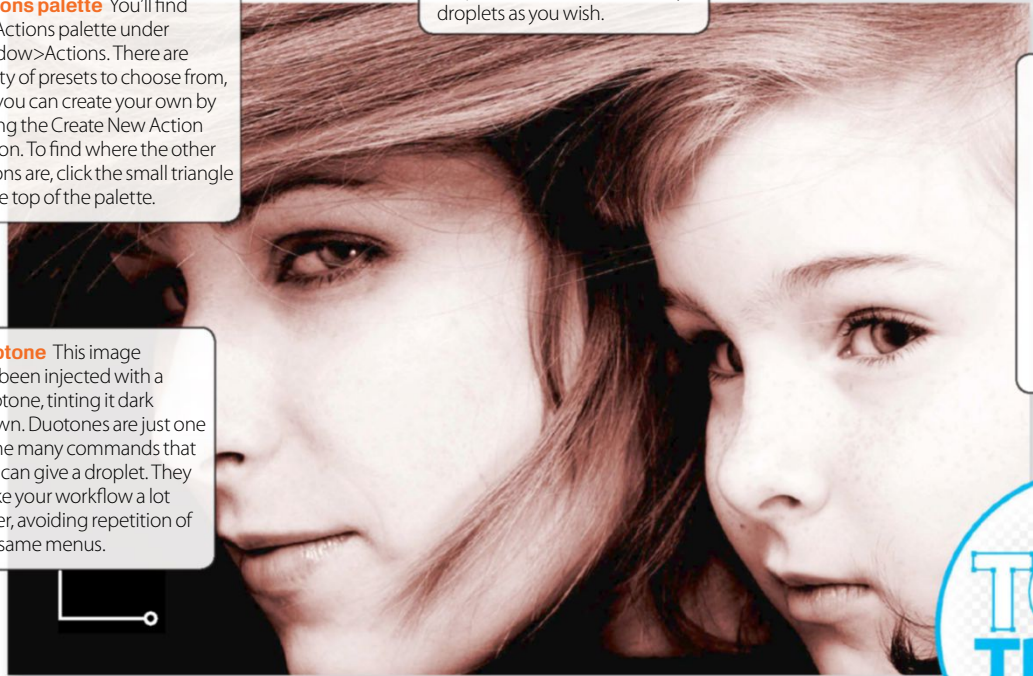 ons palette You'll find
Actions palette under
dow>Actions. There are
ty of presets to choose from,
you can create your own by
ng the Create New Action
on. To find where the other
ons are, click the small triangle
e top of the palette.
droplets as you wish.
otone This image
been injected with a
otone, tinting it dark
wn. Duotones are just one
he many commands that
can give a droplet. They
ke your workflow a lot
er, avoiding repetition of
same menus.